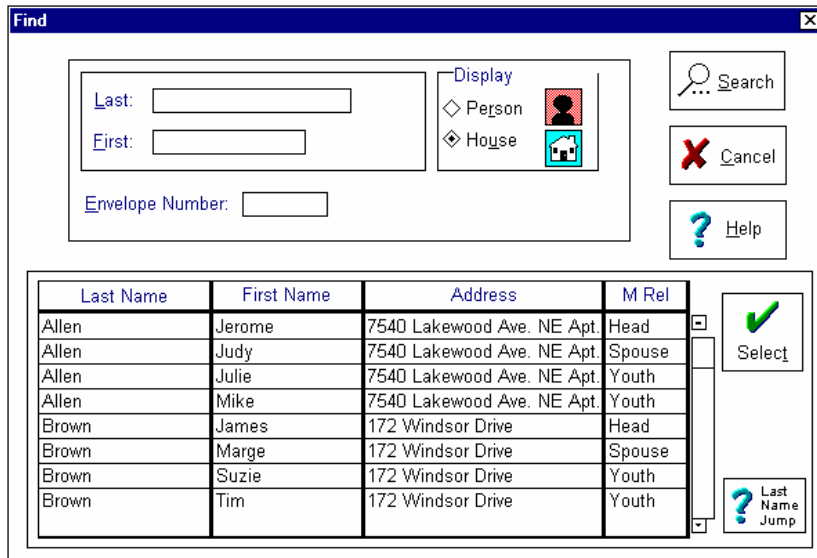 Find
Last:
First:
Envelope Number:
Display
Person
House
Search
Cancel
Help
Last Name First Name Address M Rel
Allen Jerome 7540 Lakewood Ave. NE Apt. Head
Allen Judy 7540 Lakewood Ave. NE Apt. Spouse
Allen Julie 7540 Lakewood Ave. NE Apt. Youth
Allen Mike 7540 Lakewood Ave. NE Apt. Youth
Brown James 172 Windsor Drive Head
Brown Marge 172 Windsor Drive Spouse
Brown Suzie 172 Windsor Drive Youth
Brown Tim 172 Windsor Drive Youth
Select
Last
Name
Jump